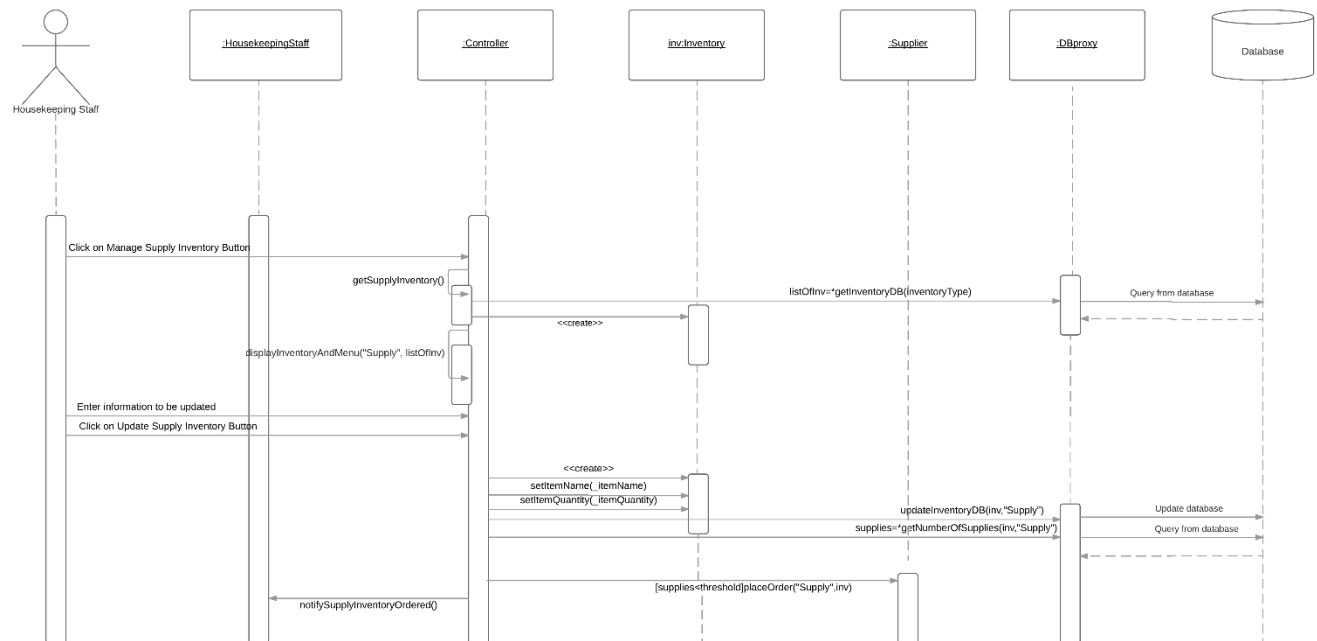 :HousekeepingStaff
:Controller
inv:Inventory
:Supplier
:DBproxy
Database
Housekeeping Staff
Click on Manage Supply Inventory Button
getSupplyInventory()
listOfInv=*getInventoryDB(inventoryType)
Query from database
<<create>>
displayInventoryAndMenu("Supply", listOfInv)
Enter information to be updated
Click on Update Supply Inventory Button
<<create>>
setItemName(_itemName)
setItemQuantity(_itemQuantity)
updateInventoryDB(inv,"Supply")
Update database
supplies=*getNumberOfSupplies(inv,"Supply")
Query from database
[supplies<threshold]placeOrder("Supply",inv)
notifySupplyInventoryOrdered()